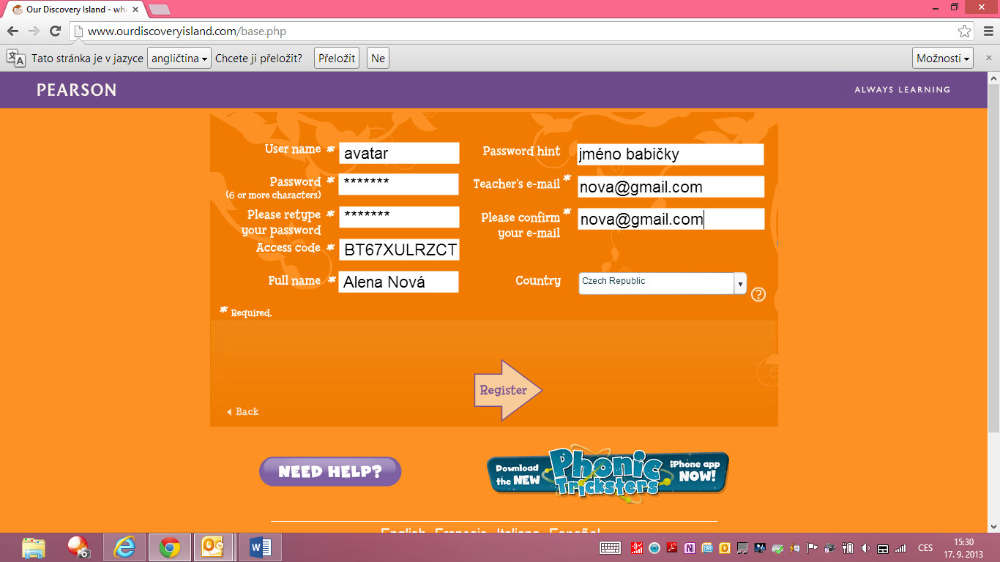 Our Discovery Island - whe
www.ourdiscoveryisland.com/base.php
Tato stránka je v jazyce angličtina Chcete ji přeložit? Přeložit Ne Možnosti
PEARSON
ALWAYS LEARNING
User name * avatar
Password * *******
(6 or more characters)
Please retype * *******
your password
Access code * BT67XULRZCT
Full name * Alena Nová
* Required.
Password hint jméno babičky
Teacher's e-mail * nova@gmail.com
Please confirm * nova@gmail.com
your e-mail
Country Czech Republic
?
Register
Back
NEED HELP?
Download
the NEW
Phonic
Tricksters
iPhone app
NOW!
English Français Italiano Español
CES
15:30
17. 9. 2013